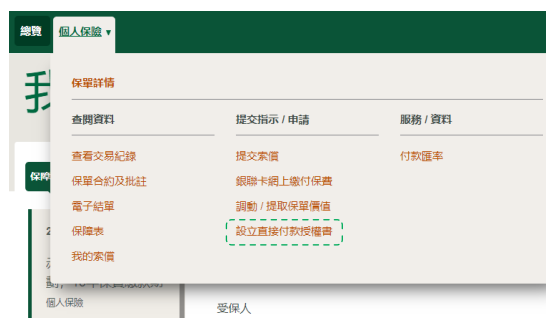 總覽
個人保險 ▾
我
保單詳情
查閱資料
提交指示 / 申請
服務 / 資料
查看交易紀錄
提交索償
付款匯率
保單合約及批註
銀聯卡網上繳付保費
電子結單
調動 / 提取保單價值
保障表
設立直接付款授權書
我的索償
保障
2
個人保險
受保人